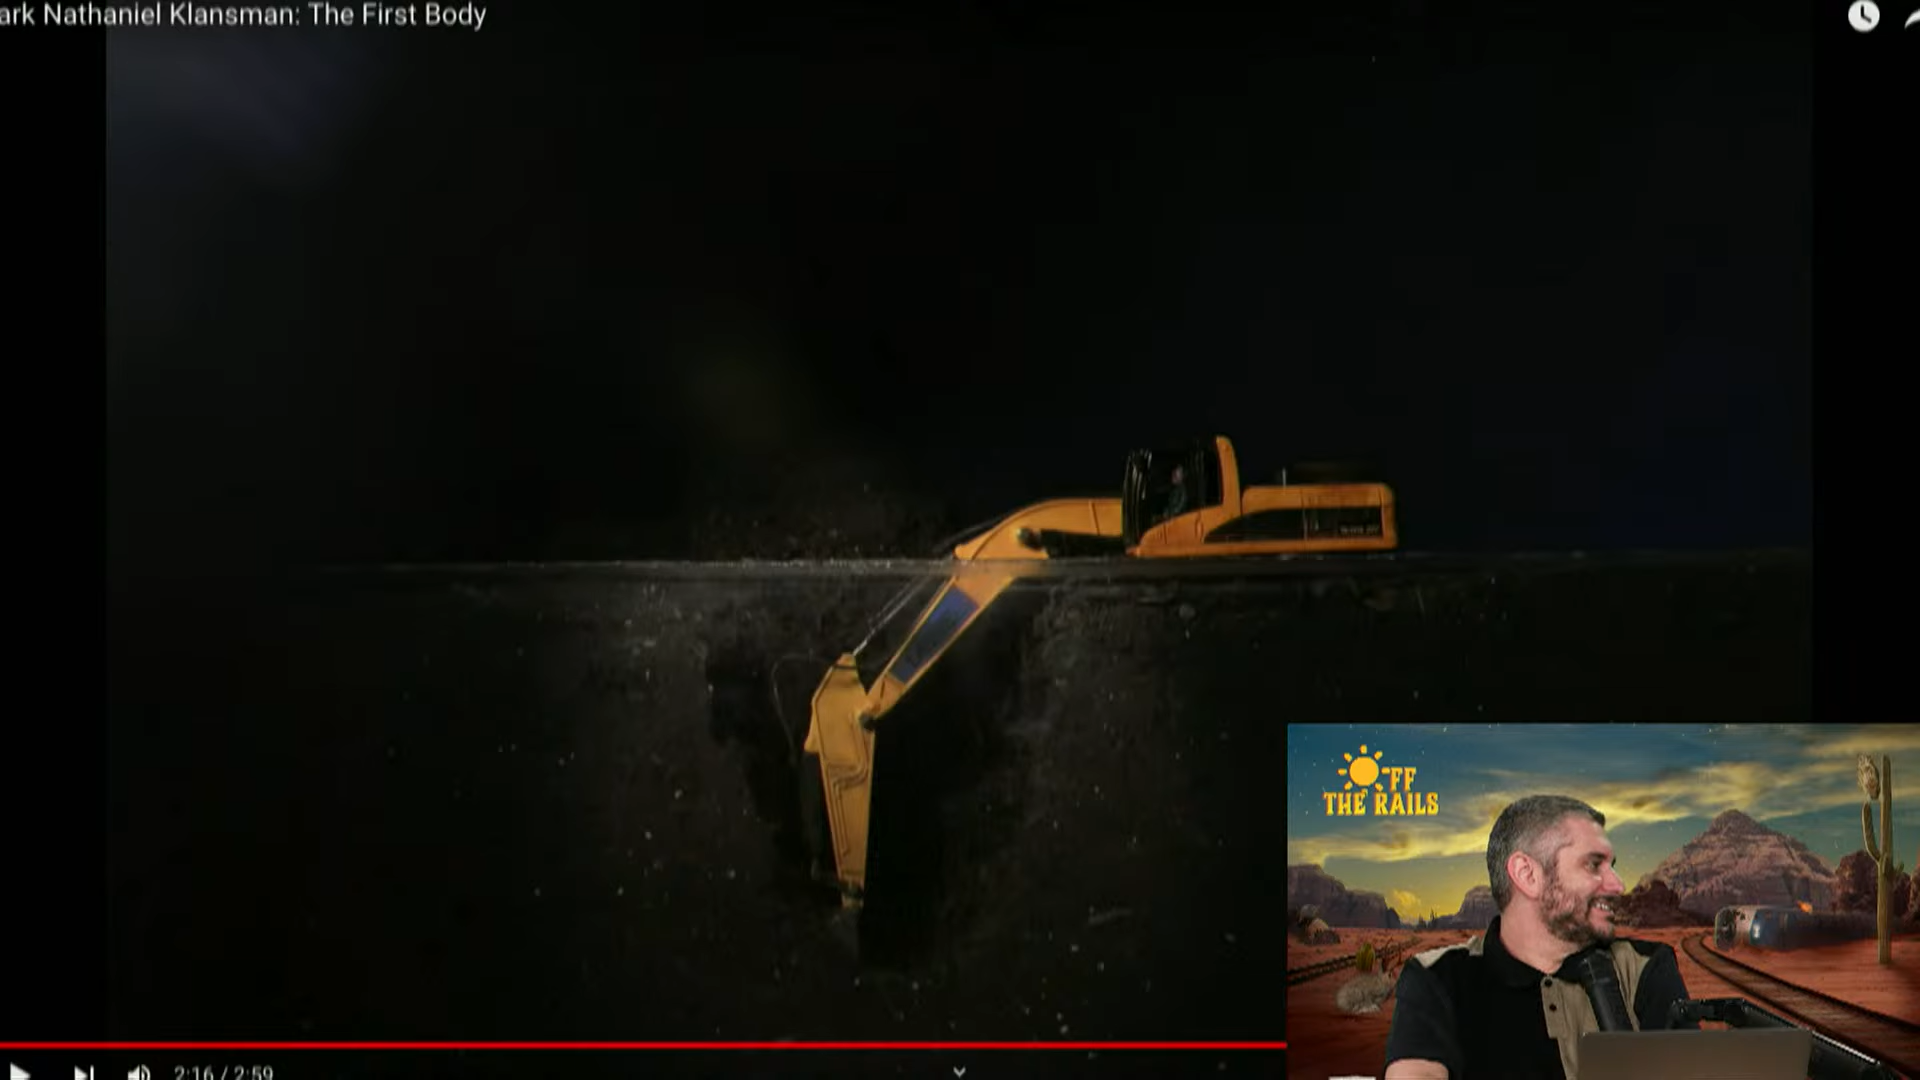 ark Nathaniel Klansman: The First Body
OFF
THE RAILS
2:16 / 2:59